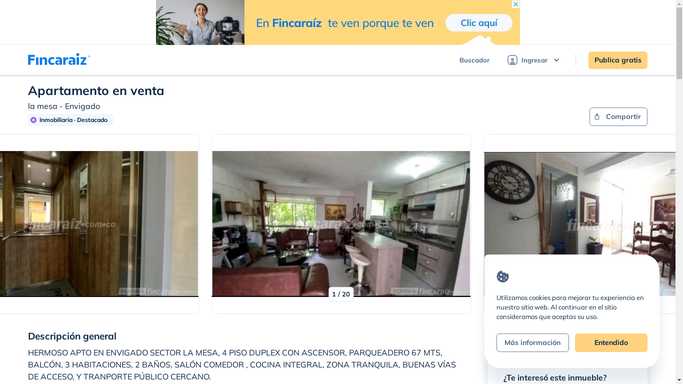 En Fincaraíz te ven porque te ven
Clic aquí
Fincaraíz
Buscador
Ingresar
Publica gratis
Apartamento en venta
la mesa - Envigado
Inmobiliaria · Destacado
Compartir
1 / 20
Descripción general
HERMOSO APTO EN ENVIGADO SECTOR LA MESA, 4 PISO DUPLEX CON ASCENSOR, PARQUEADERO 67 MTS,
BALCÓN, 3 HABITACIONES, 2 BAÑOS, SALÓN COMEDOR , COCINA INTEGRAL, ZONA TRANQUILA, BUENAS VÍAS
DE ACCESO, Y TRANPORTE PÚBLICO CERCANO.
Utilizamos cookies para mejorar tu experiencia en
nuestro sitio web. Al continuar en el sitio
consideramos que aceptas su uso.
Más información
Entendido
¿Te interesó este inmueble?